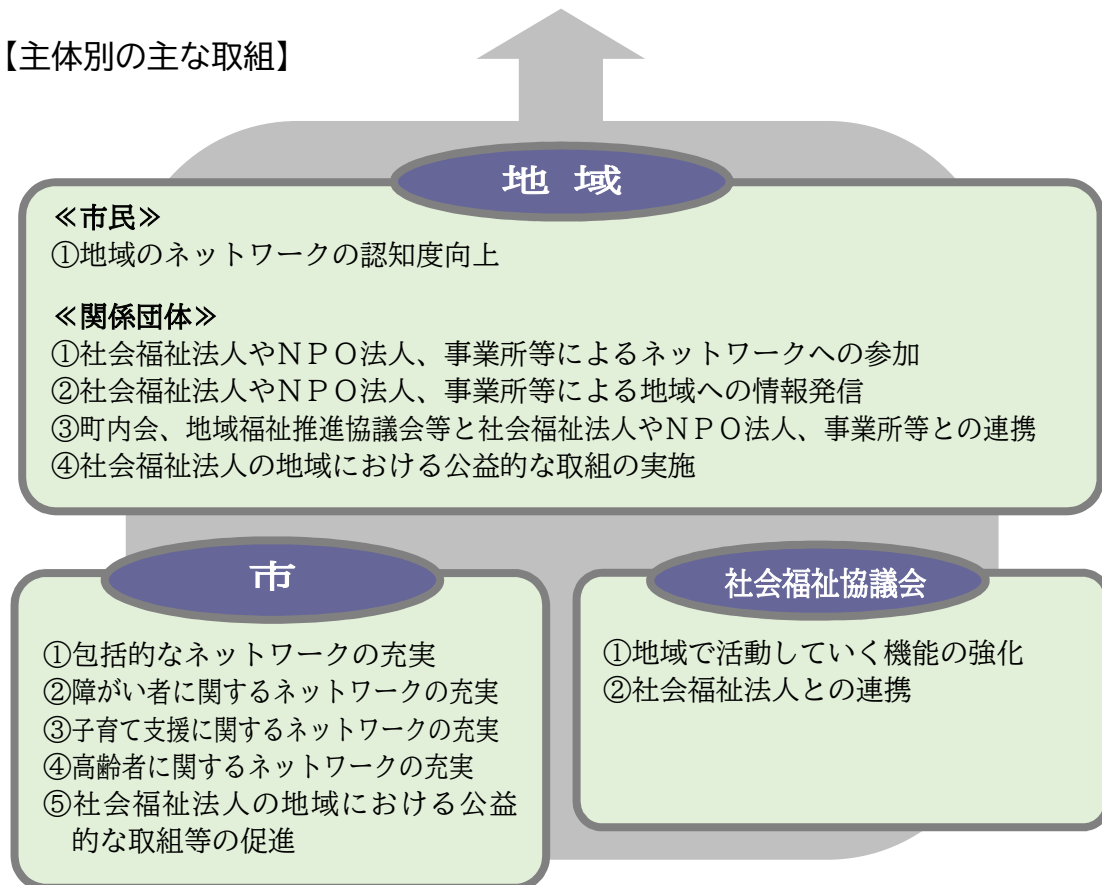 【主体別の主な取組】
地 域
≪市民≫
①地域のネットワークの認知度向上
≪関係団体≫
①社会福祉法人やＮＰＯ法人、事業所等によるネットワークへの参加
②社会福祉法人やＮＰＯ法人、事業所等による地域への情報発信
③町内会、地域福祉推進協議会等と社会福祉法人やＮＰＯ法人、事業所等との連携
④社会福祉法人の地域における公益的な取組の実施
市
①包括的なネットワークの充実
②障がい者に関するネットワークの充実
③子育て支援に関するネットワークの充実
④高齢者に関するネットワークの充実
⑤社会福祉法人の地域における公益
的な取組等の促進
社会福祉協議会
①地域で活動していく機能の強化
②社会福祉法人との連携